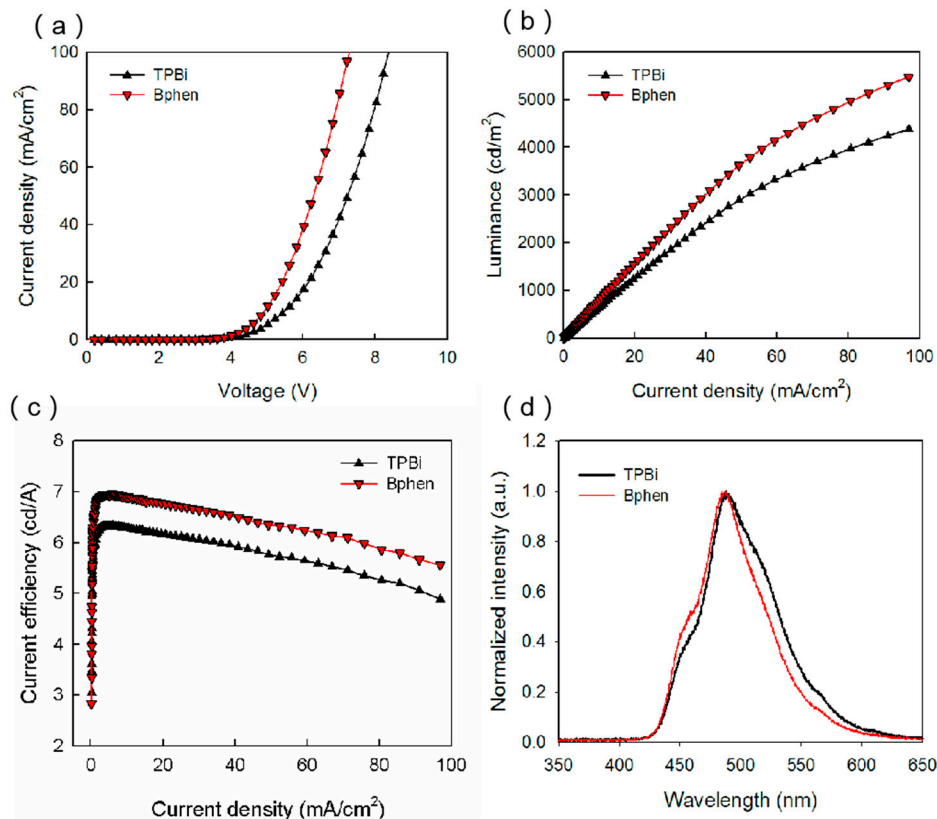 ( a )
100
80
60
40
20
0
Current density (mA/cm²)
TPBi
Bphen
0 2 4 6 8 10
Voltage (V)
( b )
6000
5000
4000
3000
2000
1000
0
Luminance (cd/m²)
TPBi
Bphen
0 20 40 60 80 100
Current density (mA/cm²)
( c )
8
7
6
5
4
3
2
Current efficiency (cd/A)
TPBi
Bphen
0 20 40 60 80 100
Current density (mA/cm²)
( d )
1.2
1.0
0.8
0.6
0.4
0.2
0.0
Normalized intensity (a.u.)
TPBi
Bphen
350 400 450 500 550 600 650
Wavelength (nm)